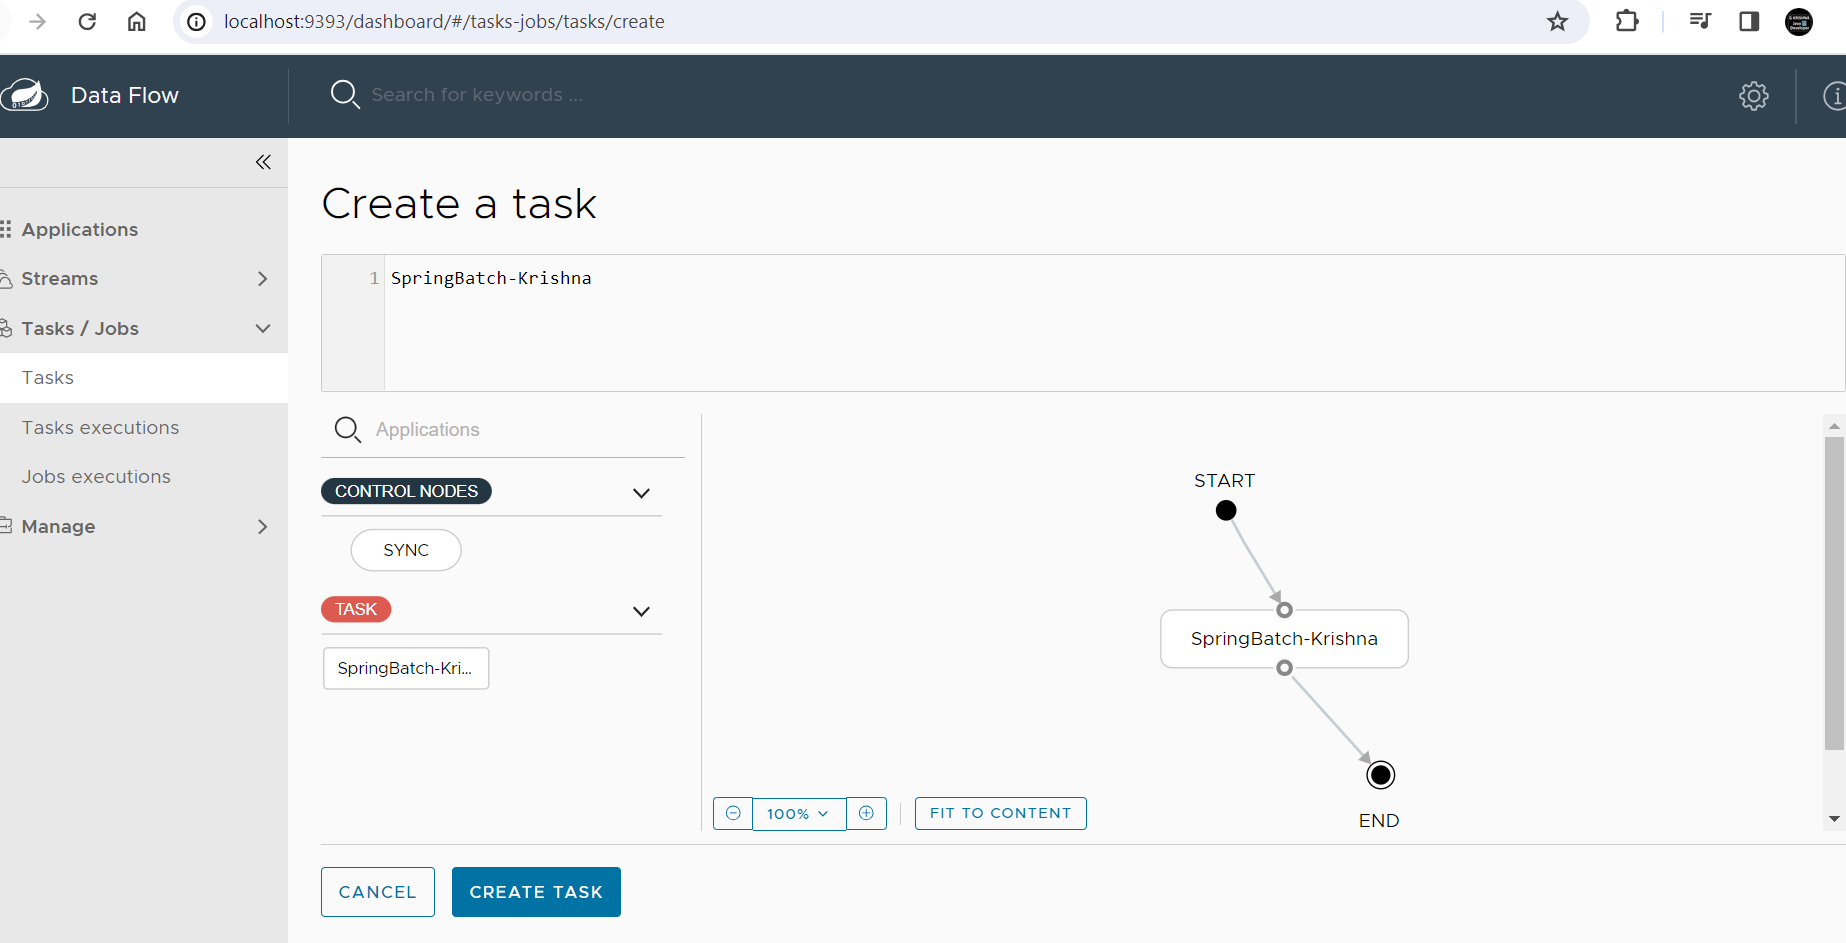 localhost:9393/dashboard/#/tasks-jobs/tasks/create
Data Flow
Search for keywords ...
Applications
Streams
Tasks / Jobs
Tasks
Tasks executions
Jobs executions
Manage
Create a task
1 SpringBatch-Krishna
Applications
CONTROL NODES
SYNC
TASK
SpringBatch-Kri...
START
SpringBatch-Krishna
END
100%
FIT TO CONTENT
CANCEL
CREATE TASK